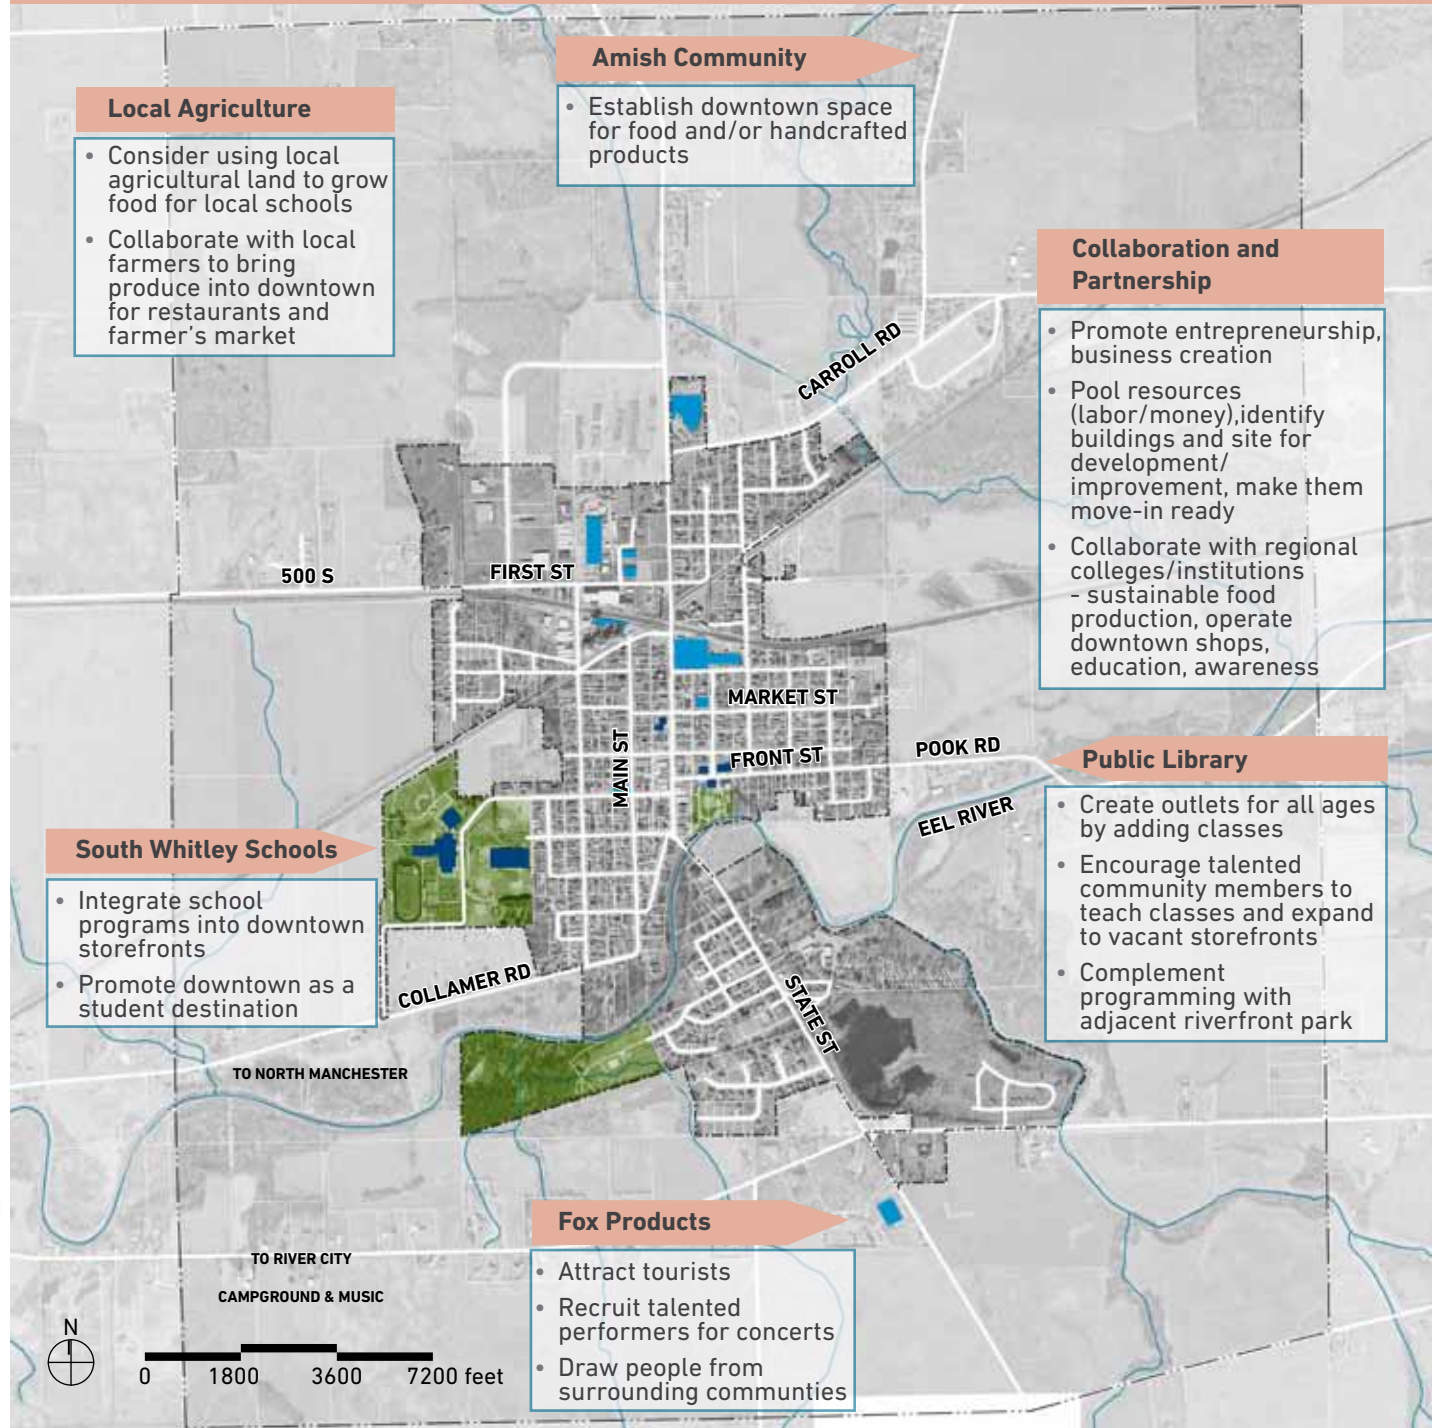 Amish Community
• Establish downtown space
for food and/or handcrafted
products
Local Agriculture
• Consider using local
agricultural land to grow
food for local schools
• Collaborate with local
farmers to bring
produce into downtown
for restaurants and
farmer's market
Collaboration and
Partnership
• Promote entrepreneurship,
business creation
• Pool resources
(labor/money),identify
buildings and site for
development/
improvement, make them
move-in ready
• Collaborate with regional
colleges/institutions
- sustainable food
production, operate
downtown shops,
education, awareness
CARROLL RD
500 S
FIRST ST
MARKET ST
MAIN ST
FRONT ST
POOK RD
EEL RIVER
Public Library
• Create outlets for all ages
by adding classes
• Encourage talented
community members to
teach classes and expand
to vacant storefronts
• Complement
programming with
adjacent riverfront park
South Whitley Schools
• Integrate school
programs into downtown
storefronts
• Promote downtown as a
student destination
COLLAMER RD
STATE ST
TO NORTH MANCHESTER
Fox Products
• Attract tourists
• Recruit talented
performers for concerts
• Draw people from
surrounding communties
TO RIVER CITY
CAMPGROUND & MUSIC
N
0 1800 3600 7200 feet